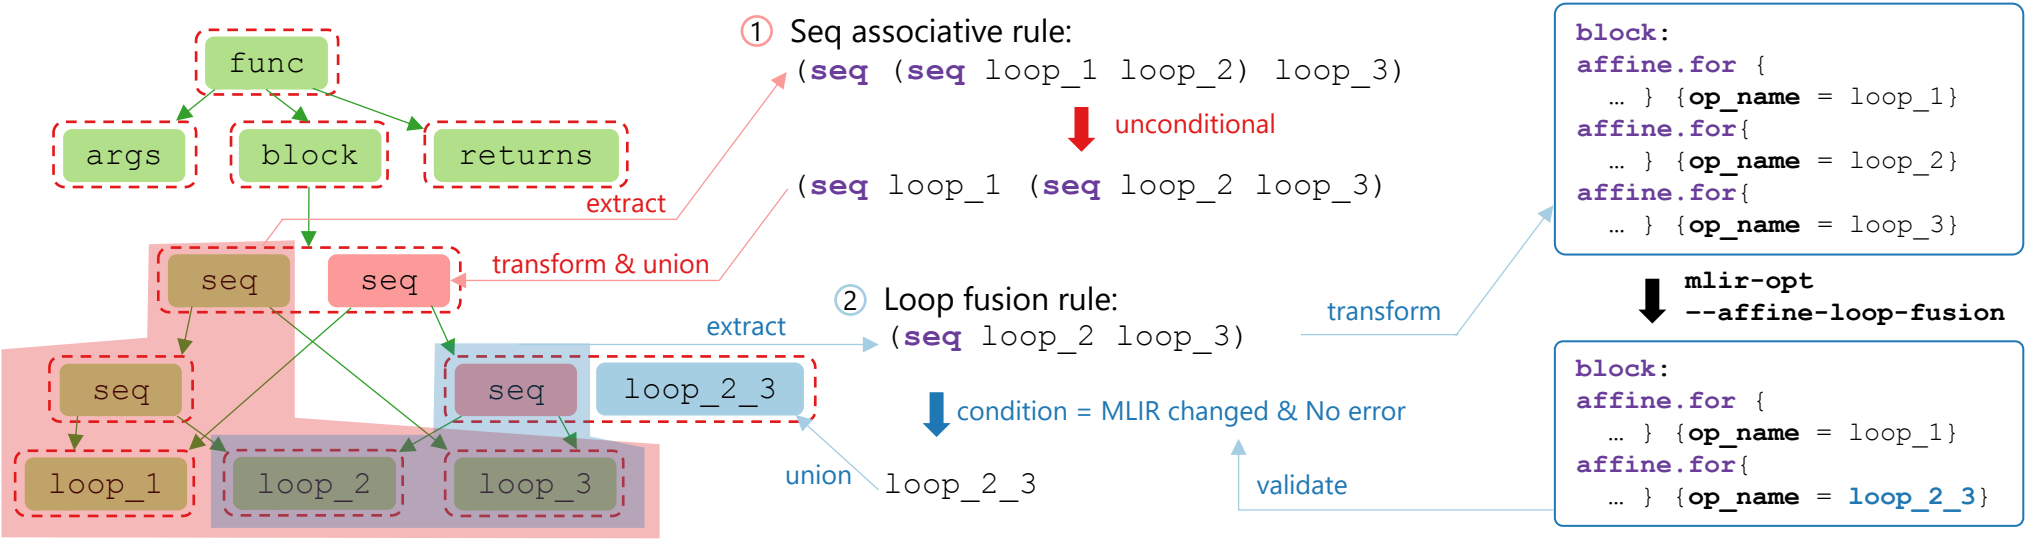 func
args
block
returns
seq
seq
seq
seq
loop_2_3
loop_1
loop_2
loop_3
extract
transform & union
1 Seq associative rule:
(seq (seq loop_1 loop_2) loop_3)
unconditional
(seq loop_1 (seq loop_2 loop_3)
2 Loop fusion rule:
extract
(seq loop_2 loop_3)
condition = MLIR changed & No error
union
loop_2_3
transform
validate
block:
affine.for {
… } {op_name = loop_1}
affine.for{
… } {op_name = loop_2}
affine.for{
… } {op_name = loop_3}
mlir-opt
--affine-loop-fusion
block:
affine.for {
… } {op_name = loop_1}
affine.for{
… } {op_name = loop_2_3}